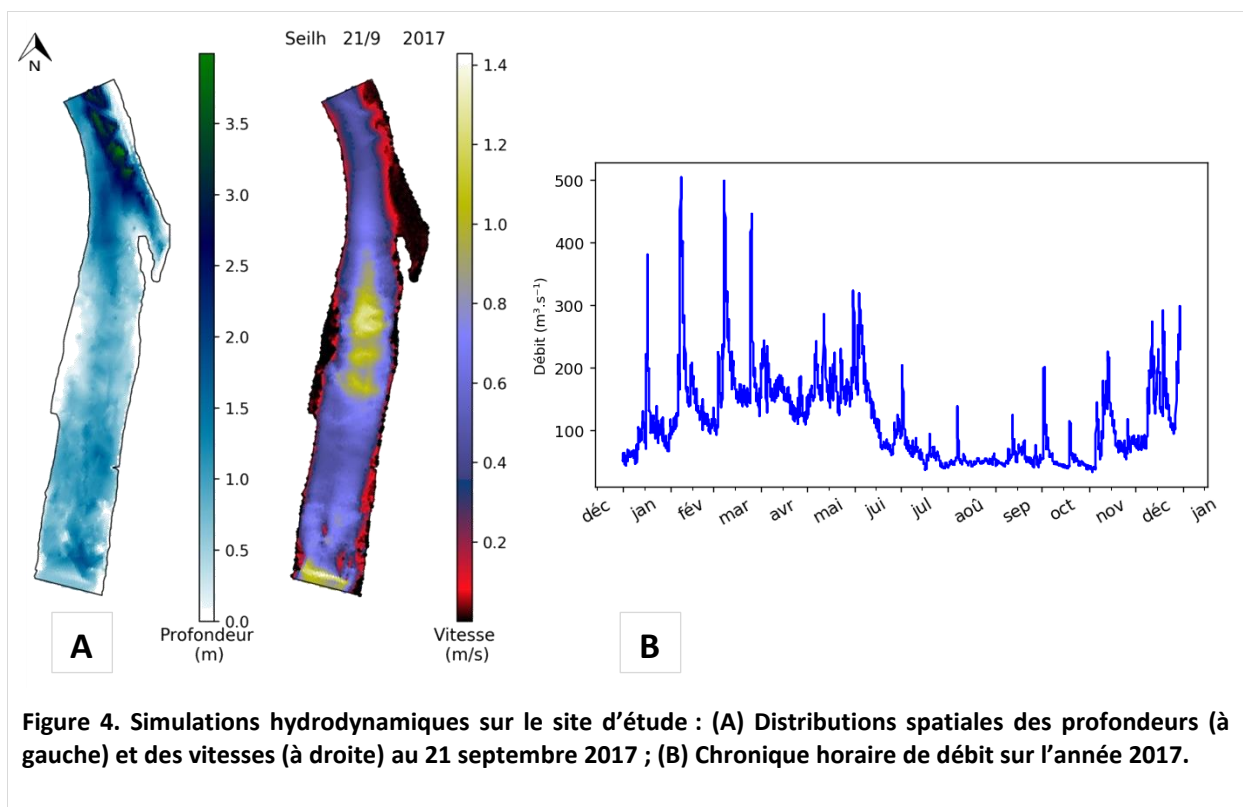 N
Seilh 21/9 2017
3.5
3.0
2.5
2.0
1.5
1.0
0.5
0.0
Profondeur
(m)
A
1.4
1.2
1.0
0.8
0.6
0.4
0.2
Vitesse
(m/s)
500
400
300
200
100
Débit (m³.s⁻¹)
déc jan fév mar avr mai jui jul aoû sep oct nov déc jan
B
Figure 4. Simulations hydrodynamiques sur le site d'étude : (A) Distributions spatiales des profondeurs (à
gauche) et des vitesses (à droite) au 21 septembre 2017 ; (B) Chronique horaire de débit sur l'année 2017.